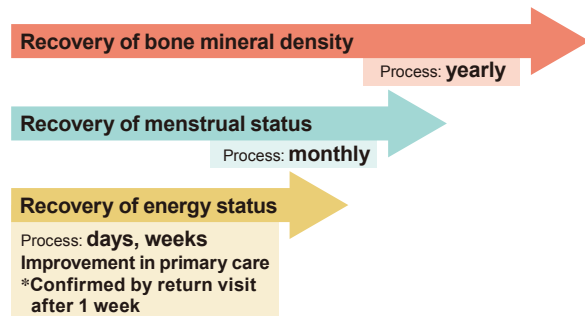 Recovery of bone mineral density
Process: yearly
Recovery of menstrual status
Process: monthly
Recovery of energy status
Process: days, weeks
Improvement in primary care
*Confirmed by return visit
after 1 week